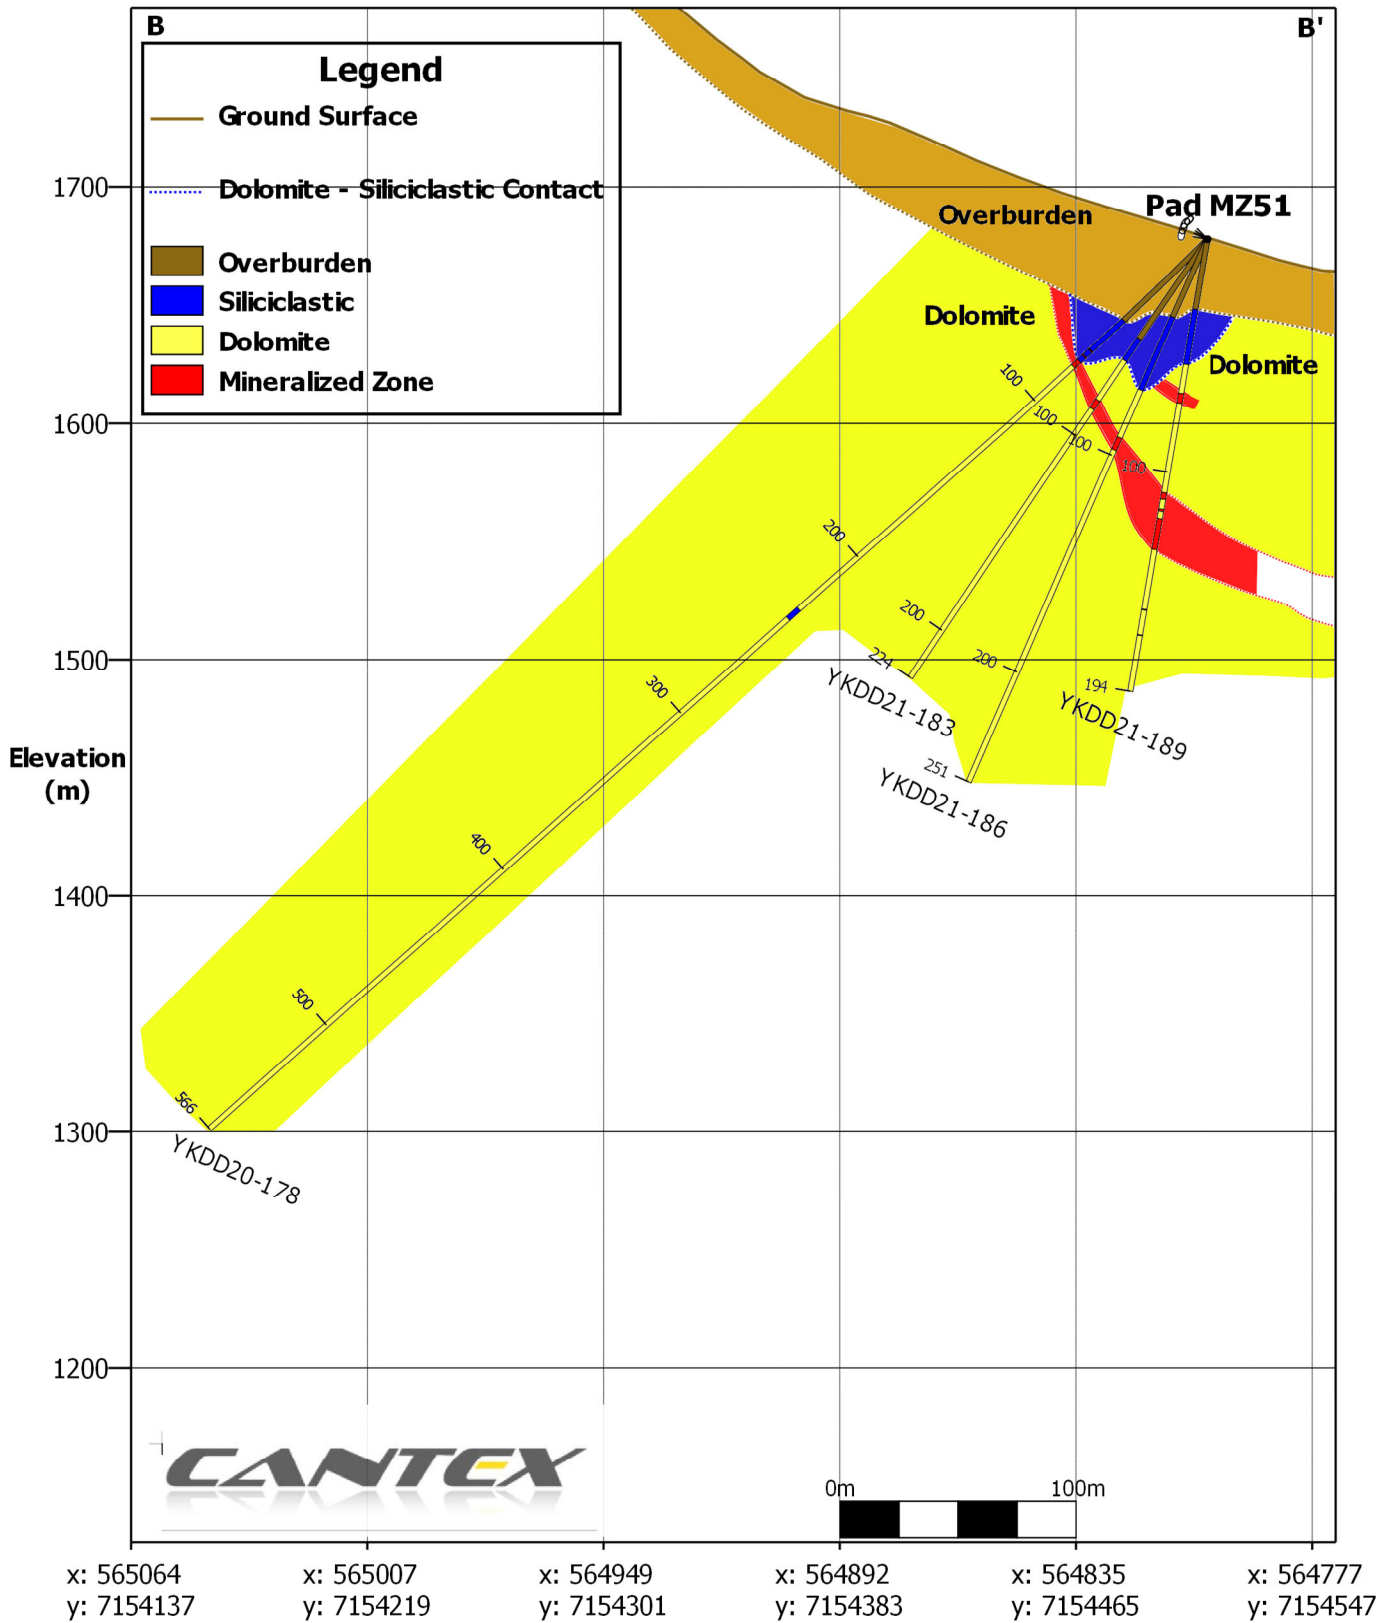 B
B'
Legend
Ground Surface
Dolomite - Siliciclastic Contact
Overburden
Siliciclastic
Dolomite
Mineralized Zone
1700
1600
1500
1400
1300
1200
Elevation
(m)
Overburden
Pad MZ51
Dolomite
Dolomite
100
200
300
400
500
566
YKDD20-178
100
200
224
YKDD21-183
100
200
251
YKDD21-186
100
194
YKDD21-189
CANTEX
0m 100m
x: 565064 x: 565007 x: 564949 x: 564892 x: 564835 x: 564777
y: 7154137 y: 7154219 y: 7154301 y: 7154383 y: 7154465 y: 7154547